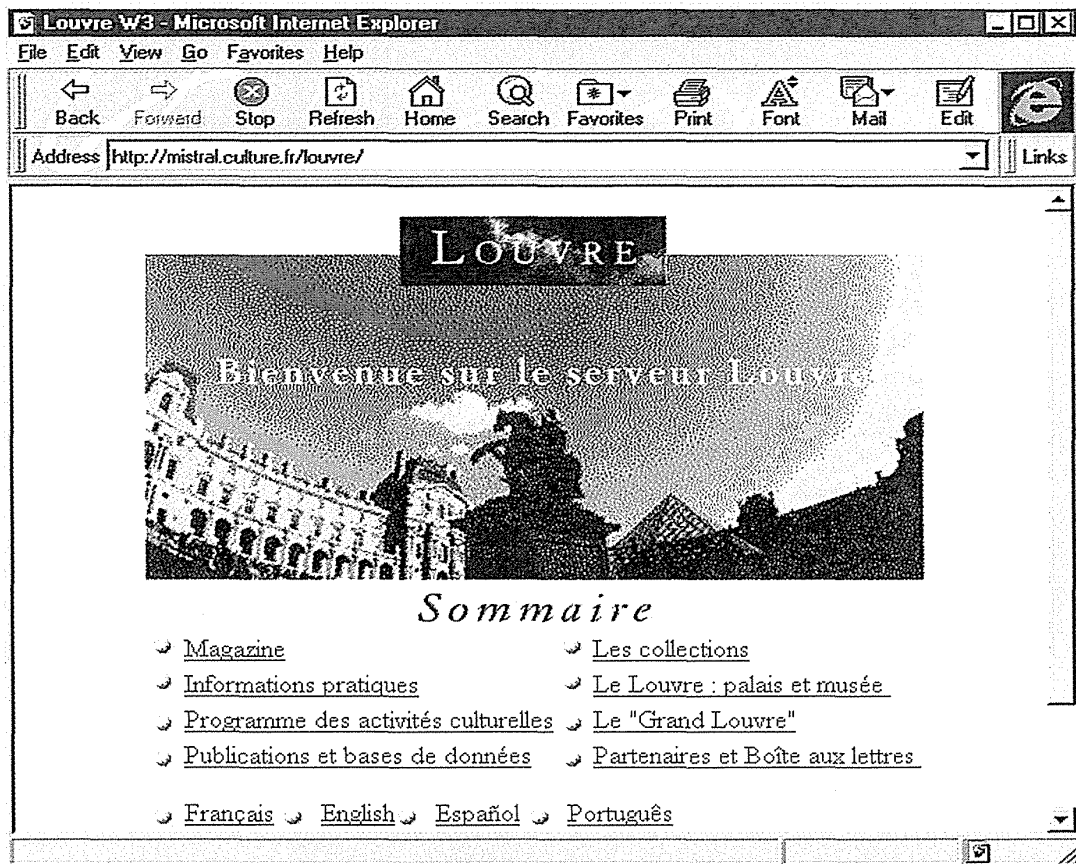 Louvre W3 - Microsoft Internet Explorer
File Edit View Go Favorites Help
Back Forward Stop Refresh Home Search Favorites Print Font Mail Edit
Address http://mistral.culture.fr/louvre/ Links
LOUVRE
Bienvenue sur le serveur Louvre
Sommaire
Magazine Les collections
Informations pratiques Le Louvre : palais et musée
Programme des activités culturelles Le "Grand Louvre"
Publications et bases de données Partenaires et Boîte aux lettres
Français English Español Português